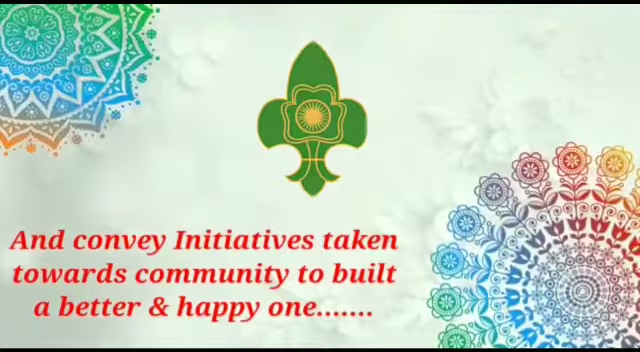 And convey Initiatives taken
towards community to built
a better & happy one.......